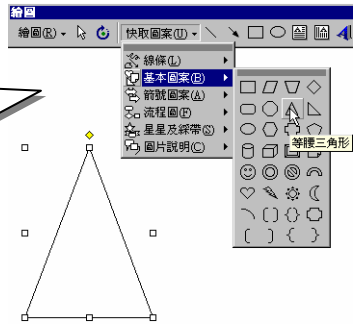 繪圖
繪圖(R) 快取圖案(U)
線條(L)
基本圖案(B)
箭號圖案(A)
流程圖(F)
星星及綵帶(S)
圖片說明(C)
等腰三角形